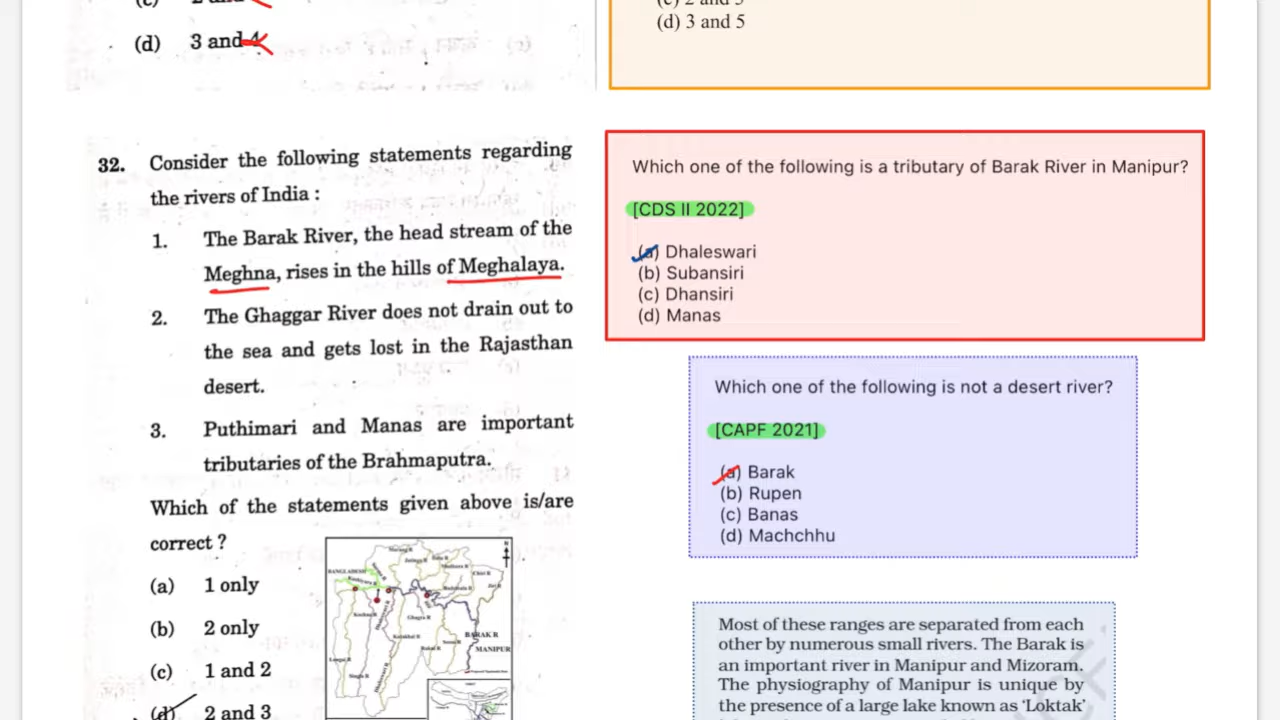 (d) 3 and 4
(d) 3 and 5
32. Consider the following statements regarding
the rivers of India :
1. The Barak River, the head stream of the
Meghna, rises in the hills of Meghalaya.
2. The Ghaggar River does not drain out to
the sea and gets lost in the Rajasthan
desert.
3. Puthimari and Manas are important
tributaries of the Brahmaputra.
Which of the statements given above is/are
correct ?
(a) 1 only
(b) 2 only
(c) 1 and 2
(d) 2 and 3
BANGLADESH
BARAK R
MANIPUR
Which one of the following is a tributary of Barak River in Manipur?
[CDS II 2022]
(a) Dhaleswari
(b) Subansiri
(c) Dhansiri
(d) Manas
Which one of the following is not a desert river?
[CAPF 2021]
(a) Barak
(b) Rupen
(c) Banas
(d) Machchhu
Most of these ranges are separated from each
other by numerous small rivers. The Barak is
an important river in Manipur and Mizoram.
The physiography of Manipur is unique by
the presence of a large lake known as ‘Loktak’